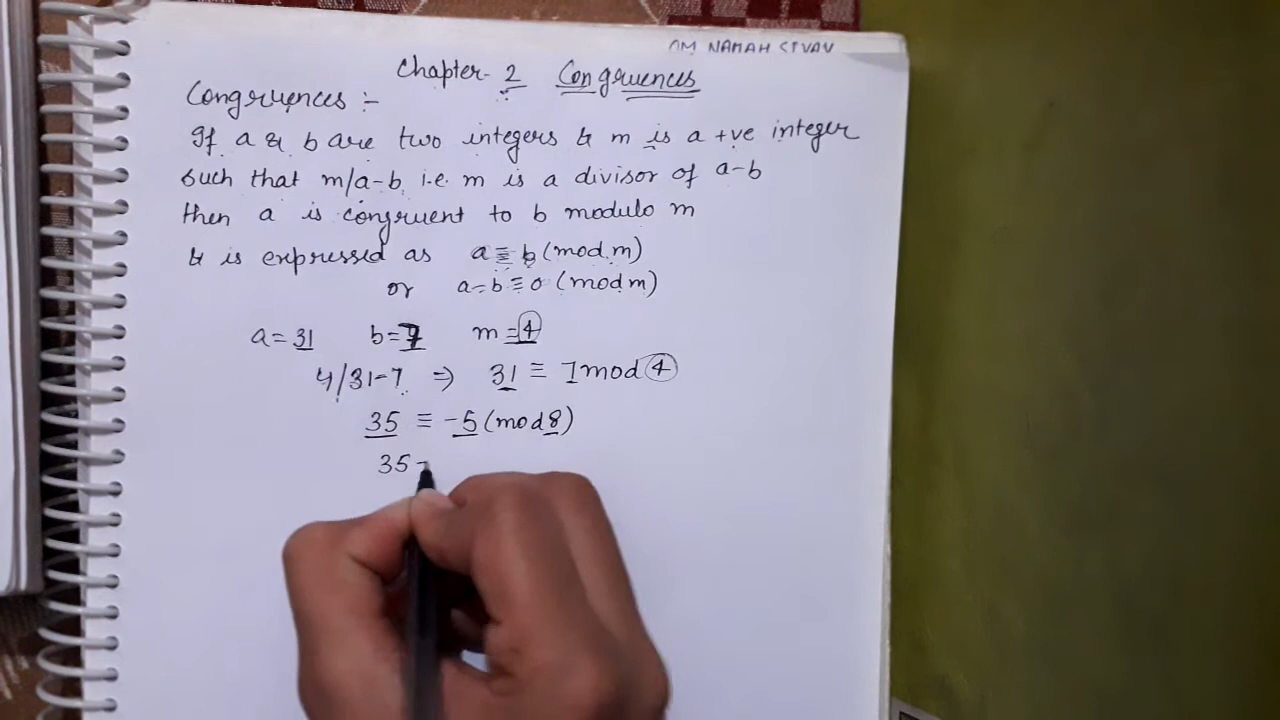 OM NAMAH SIVAY
Chapter-2 Congruences
Congruences :-
If a & b are two integers & m is a +ve integer
such that m/a-b i.e. m is a divisor of a-b
then a is congruent to b modulo m
& is expressed as a ≡ b (mod m)
or a-b ≡ 0 (mod m)
a = 31 b = 7 m = 4
4/31-7 ⇒ 31 ≡ 7 mod 4
35 ≡ -5 (mod 8)
35 -